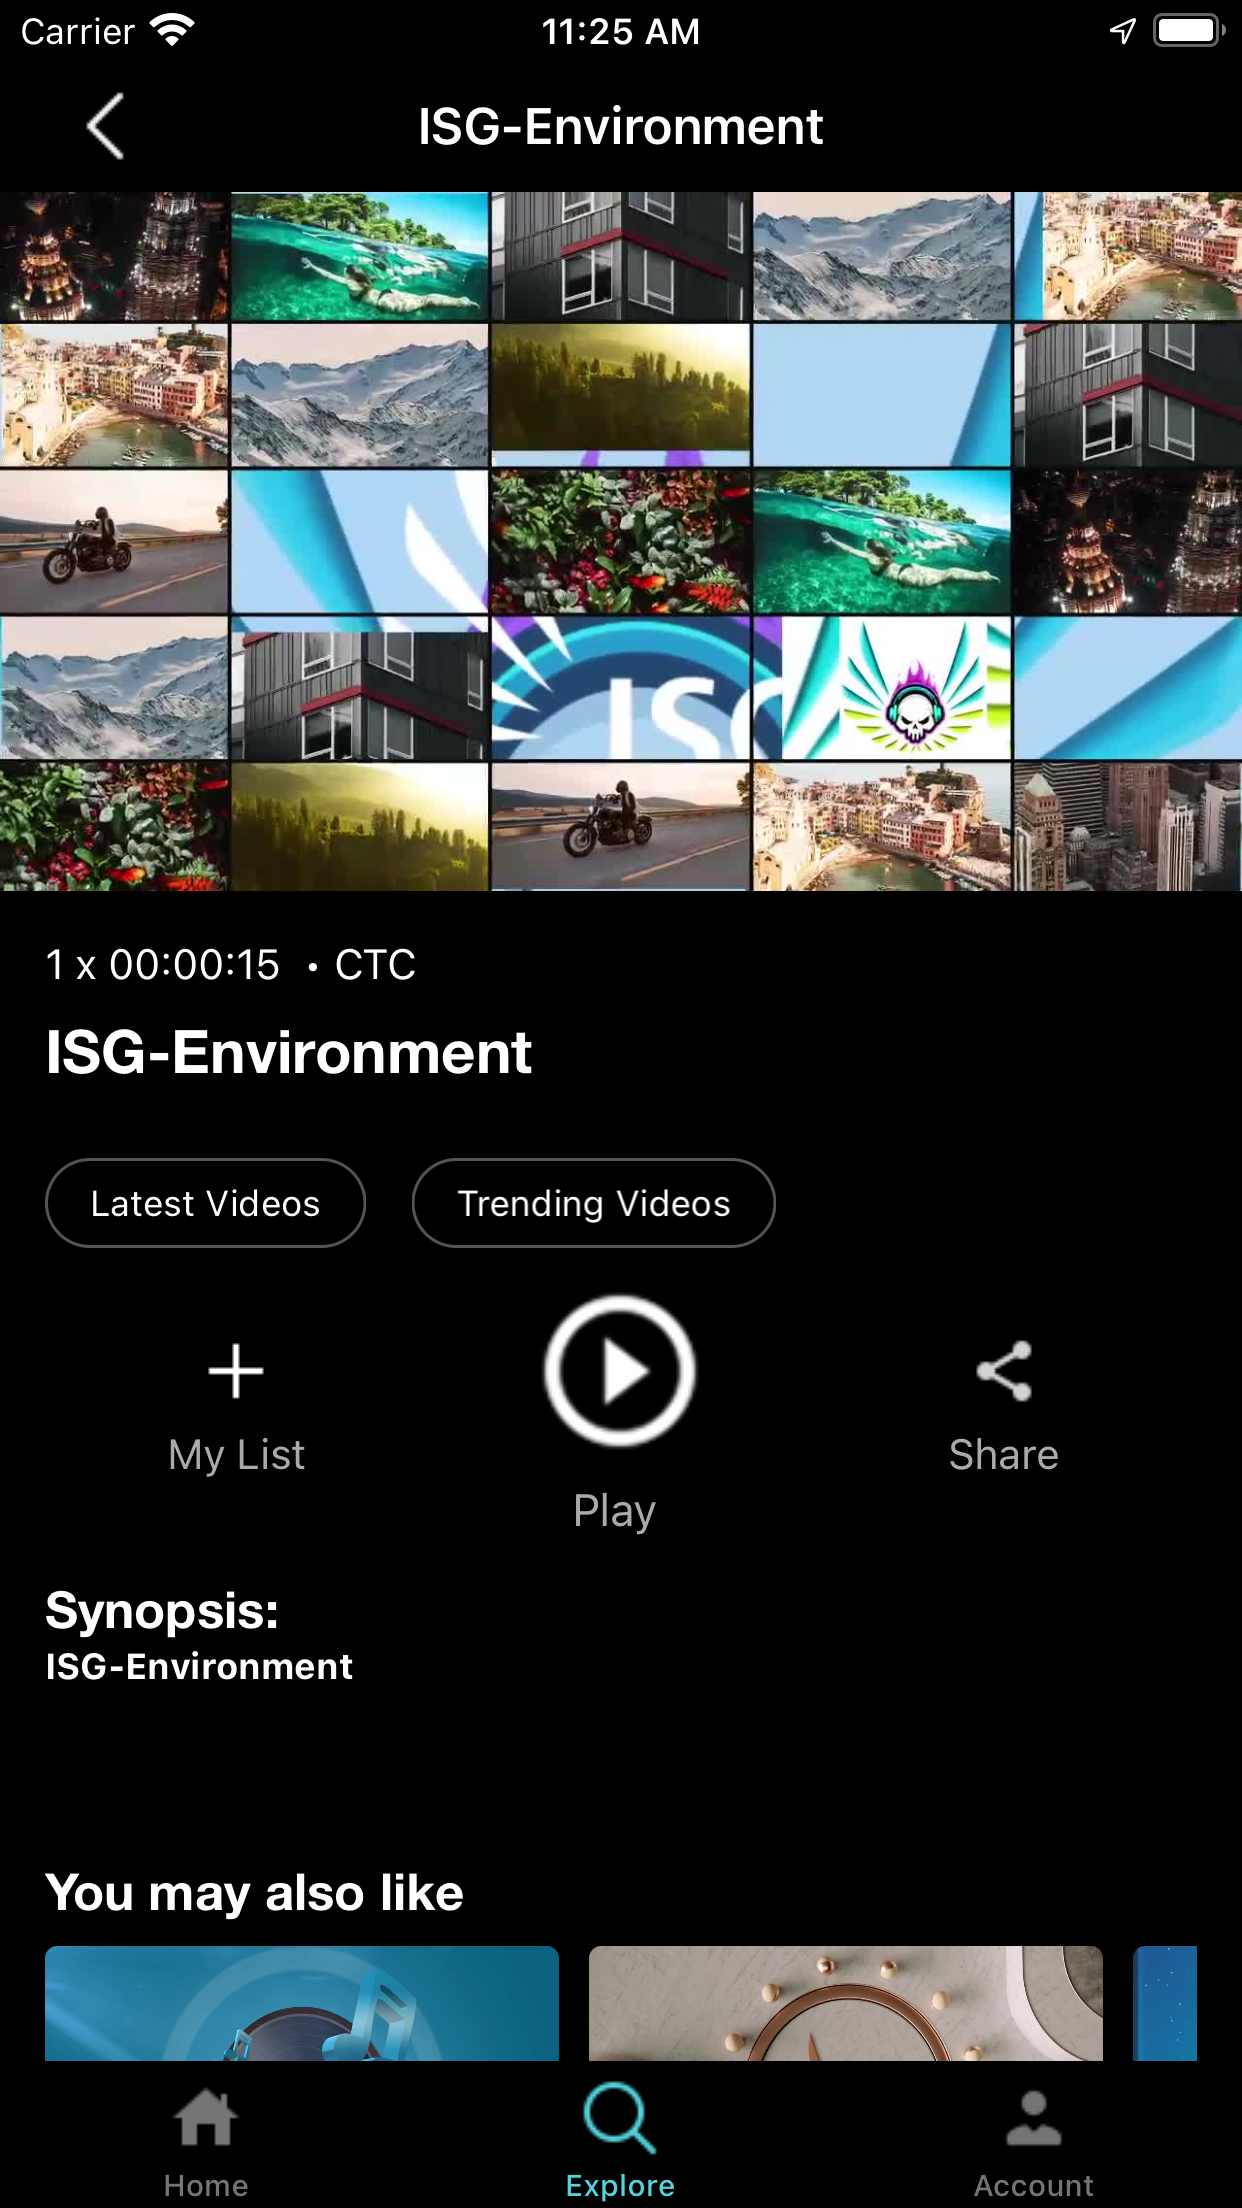 Carrier
11:25 AM
ISG-Environment
ISG
1 x 00:00:15 • CTC
ISG-Environment
Latest Videos
Trending Videos
My List
Play
Share
Synopsis:
ISG-Environment
You may also like
Home
Explore
Account